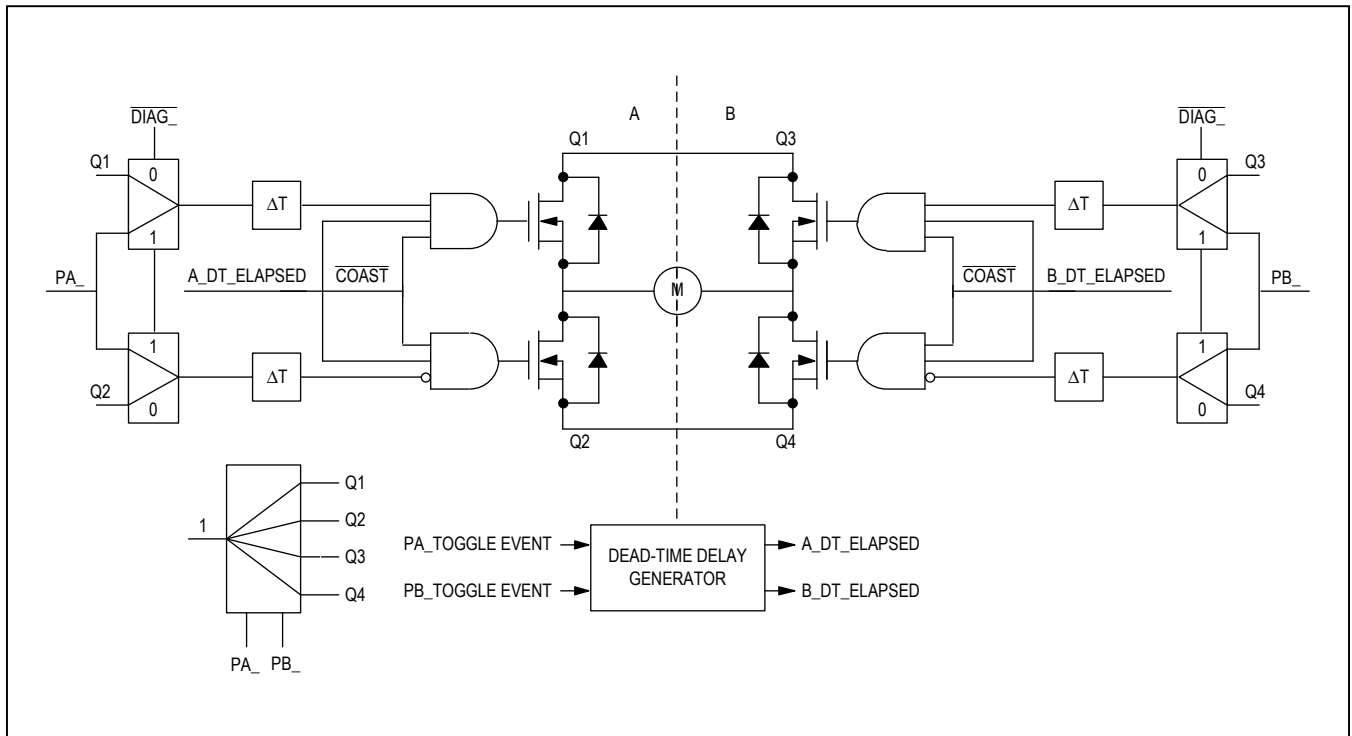 A B
DIAG_ DIAG_
Q1 Q3
Q1 0 0 Q3
ΔT ΔT
1 1
PA_ A_DT_ELAPSED COAST M COAST B_DT_ELAPSED PB_
1 1
ΔT ΔT
Q2 0 0 Q4
Q2 Q4
1
Q1
Q2
Q3
Q4
PA_ PB_
PA_TOGGLE EVENT
PB_TOGGLE EVENT
DEAD-TIME DELAY
GENERATOR
A_DT_ELAPSED
B_DT_ELAPSED